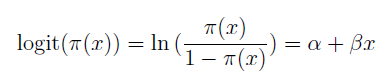 logit(π(x)) = ln (π(x) / 1 − π(x)) = α + βx